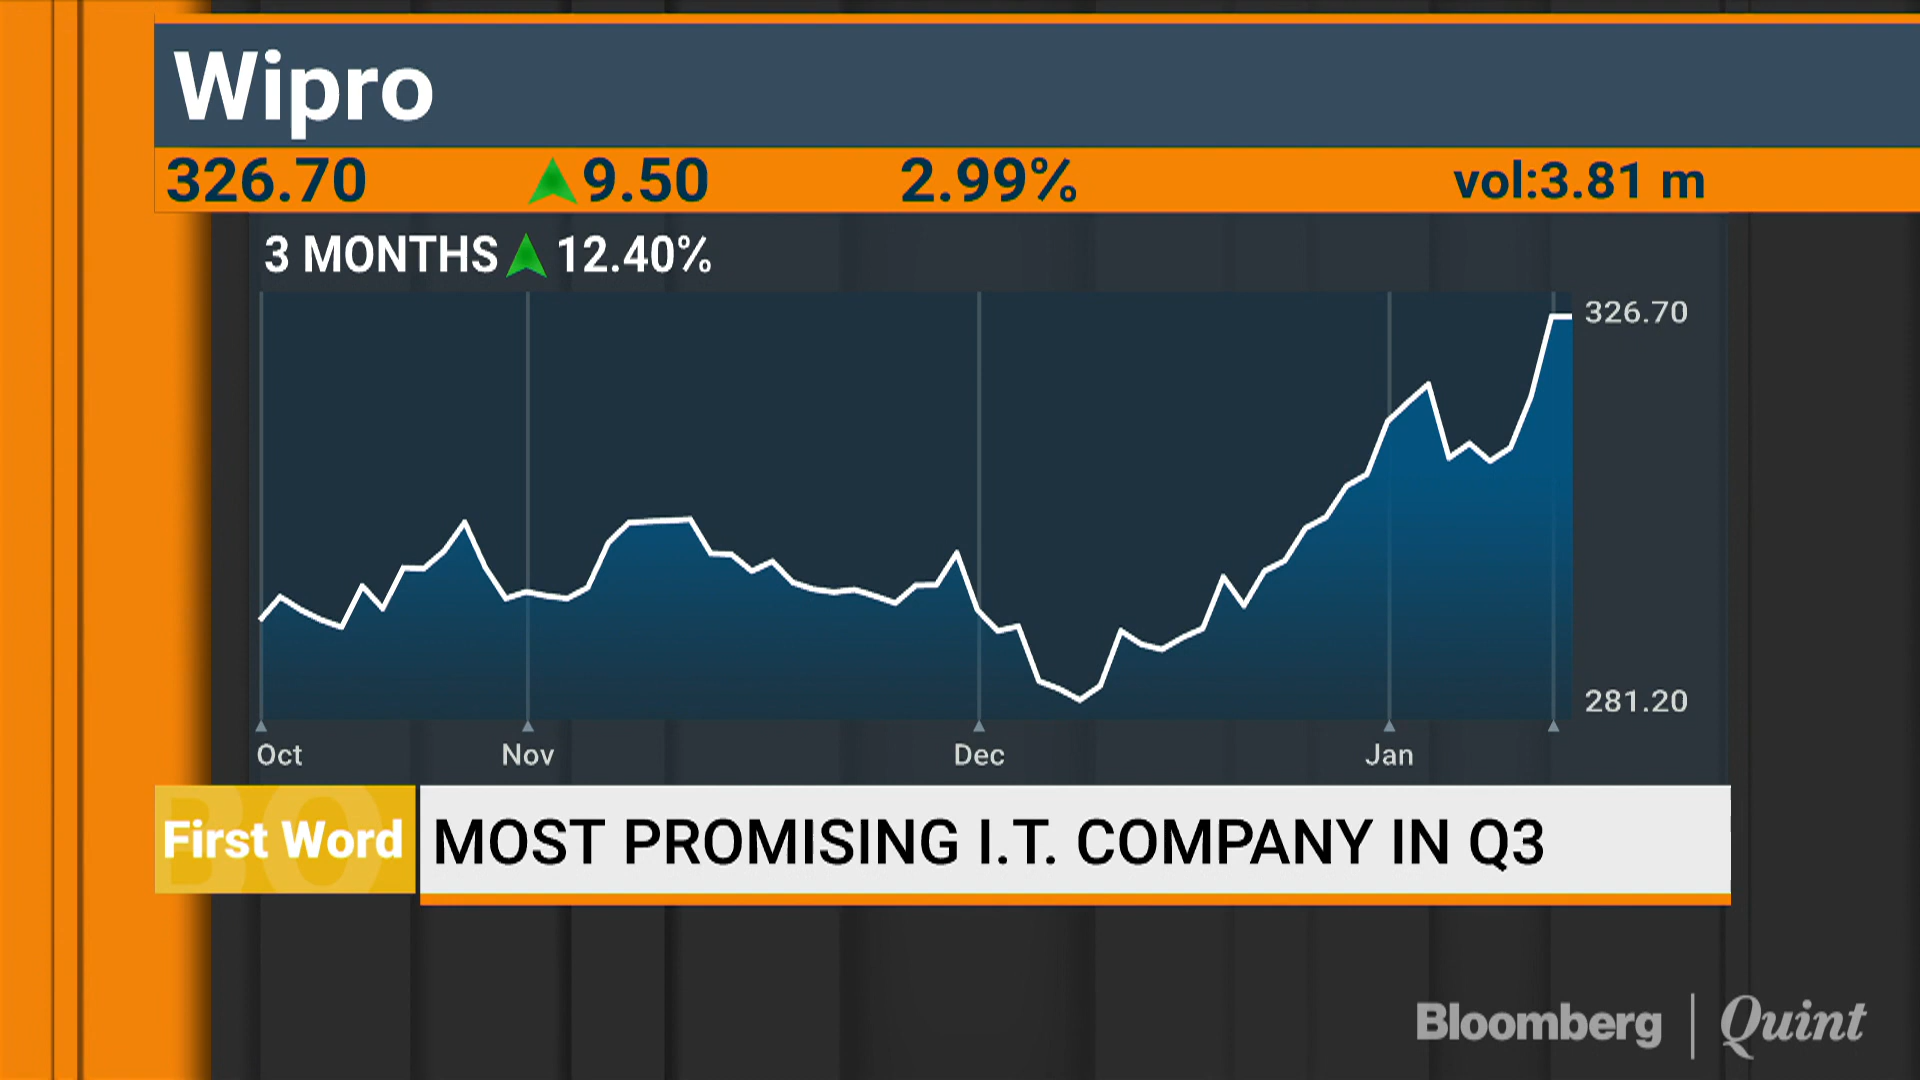 Wipro
326.70 ▲9.50 2.99% vol:3.81 m
3 MONTHS ▲ 12.40%
326.70
281.20
Oct Nov Dec Jan
First Word
MOST PROMISING I.T. COMPANY IN Q3
Bloomberg | Quint